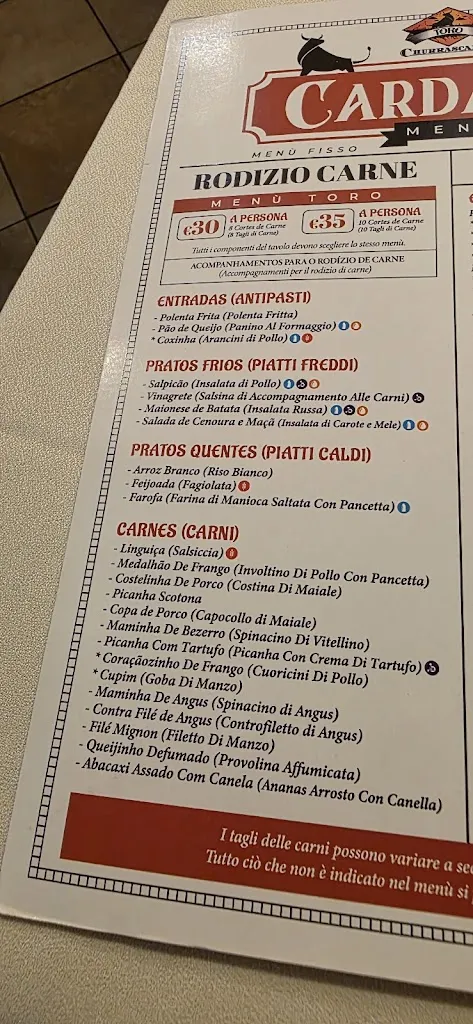 TORO
CHURRASCA
CARDA
MEN
MENÙ FISSO
RODIZIO CARNE
MENÙ TORO
€30 A PERSONA
8 Cortes de Carne
(8 Tagli di Carne)
€35 A PERSONA
10 Cortes de Carne
(10 Tagli di Carne)
Tutti i componenti del tavolo devono scegliere lo stesso menù.
ACOMPANHAMENTOS PARA O RODÍZIO DE CARNE
(Accompagnamenti per il rodizio di carne)
ENTRADAS (ANTIPASTI)
- Polenta Frita (Polenta Fritta)
- Pão de Queijo (Panino Al Formaggio)
* Coxinha (Arancini di Pollo)
PRATOS FRIOS (PIATTI FREDDI)
- Salpicão (Insalata di Pollo)
- Vinagrete (Salsina di Accompagnamento Alle Carni)
- Maionese de Batata (Insalata Russa)
- Salada de Cenoura e Maçã (Insalata di Carote e Mele)
PRATOS QUENTES (PIATTI CALDI)
- Arroz Branco (Riso Bianco)
- Feijoada (Fagiolata)
- Farofa (Farina di Manioca Saltata Con Pancetta)
CARNES (CARNI)
- Linguiça (Salsiccia)
- Medalhão De Frango (Involtino Di Pollo Con Pancetta)
- Costelinha De Porco (Costina Di Maiale)
- Picanha Scotona
- Copa de Porco (Capocollo di Maiale)
- Maminha De Bezerro (Spinacino Di Vitellino)
- Picanha Com Tartufo (Picanha Con Crema Di Tartufo)
* Coraçãozinho De Frango (Cuoricini Di Pollo)
* Cupim (Goba Di Manzo)
- Maminha De Angus (Spinacino di Angus)
- Contra Filé de Angus (Controfiletto di Angus)
- Filé Mignon (Filetto Di Manzo)
- Queijinho Defumado (Provolina Affumicata)
- Abacaxi Assado Com Canela (Ananas Arrosto Con Canella)
I tagli delle carni possono variare a se
Tutto ciò che non è indicato nel menù si